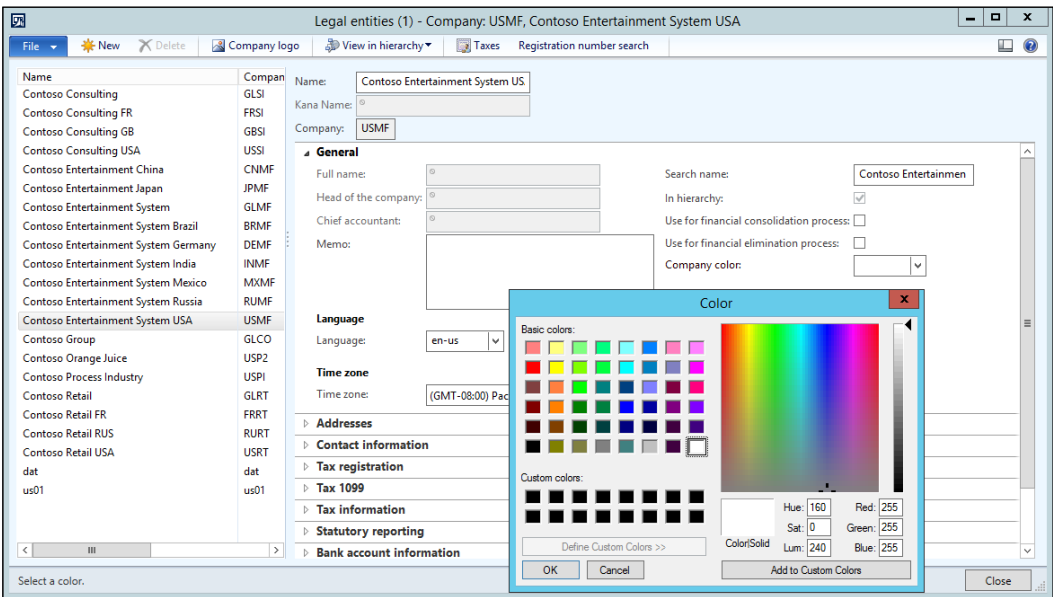 Legal entities (1) - Company: USMF, Contoso Entertainment System USA
File New Delete Company logo View in hierarchy Taxes Registration number search
Name Compan
Contoso Consulting GLSI
Contoso Consulting FR FRSI
Contoso Consulting GB GBSI
Contoso Consulting USA USSI
Contoso Entertainment China CNMF
Contoso Entertainment Japan JPMF
Contoso Entertainment System GLMF
Contoso Entertainment System Brazil BRMF
Contoso Entertainment System Germany DEMF
Contoso Entertainment System India INMF
Contoso Entertainment System Mexico MXMF
Contoso Entertainment System Russia RUMF
Contoso Entertainment System USA USMF
Contoso Group GLCO
Contoso Orange Juice USP2
Contoso Process Industry USPI
Contoso Retail GLRT
Contoso Retail FR FRRT
Contoso Retail RUS RURT
Contoso Retail USA USRT
dat dat
us01 us01
Name: Contoso Entertainment System US.
Kana Name:
Company: USMF
General
Full name:
Head of the company:
Chief accountant:
Memo:
Search name: Contoso Entertainmen
In hierarchy:
Use for financial consolidation process:
Use for financial elimination process:
Company color:
Language
Language: en-us
Time zone
Time zone: (GMT-08:00) Pac
Addresses
Contact information
Tax registration
Tax 1099
Tax information
Statutory reporting
Bank account information
Color
Basic colors:
Custom colors:
Define Custom Colors >>
OK Cancel
Color|Solid
Hue: 160 Red: 255
Sat: 0 Green: 255
Lum: 240 Blue: 255
Add to Custom Colors
Select a color.
Close